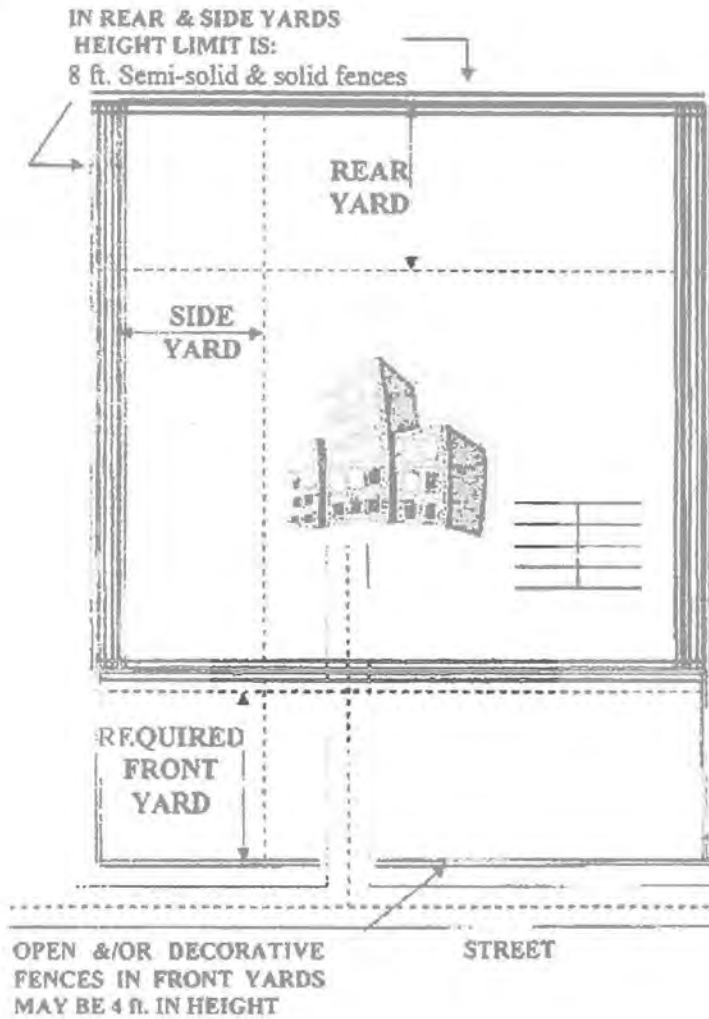 IN REAR & SIDE YARDS
HEIGHT LIMIT IS:
8 ft. Semi-solid & solid fences
REAR
YARD
SIDE
YARD
REQUIRED
FRONT
YARD
OPEN &/OR DECORATIVE
FENCES IN FRONT YARDS
MAY BE 4 ft. IN HEIGHT
STREET